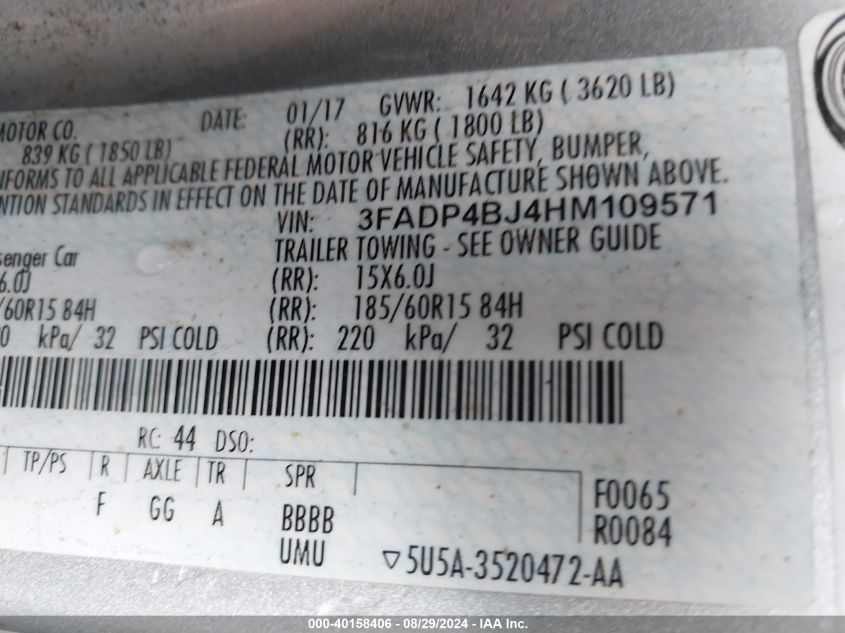 MOTOR CO. DATE: 01/17 GVWR: 1642 KG ( 3620 LB)
839 KG ( 1850 LB) (RR): 816 KG ( 1800 LB)
NFORMS TO ALL APPLICABLE FEDERAL MOTOR VEHICLE SAFETY, BUMPER,
NTION STANDARDS IN EFFECT ON THE DATE OF MANUFACTURE SHOWN ABOVE.
VIN: 3FADP4BJ4HM109571
senger Car TRAILER TOWING - SEE OWNER GUIDE
6.0J (RR): 15X6.0J
/60R15 84H (RR): 185/60R15 84H
0 kPa/ 32 PSI COLD (RR): 220 kPa/ 32 PSI COLD
RC: 44 DSO:
TP/PS R AXLE TR SPR
F GG A BBBB F0065
UMU R0084
▽5U5A-3520472-AA
000-40158406 - 08/29/2024 - IAA Inc.